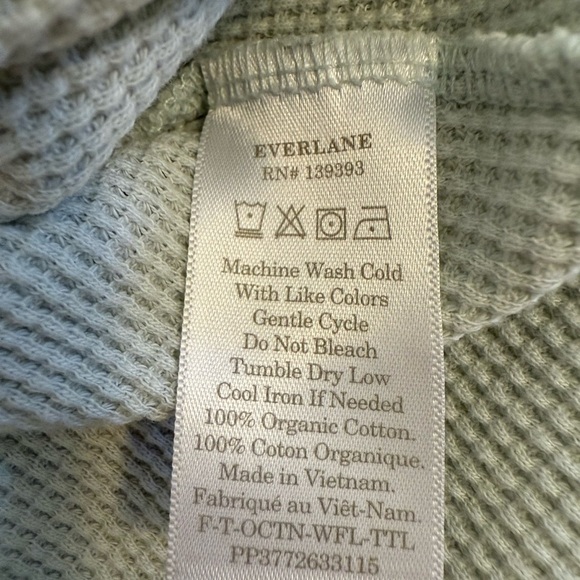 EVERLANE
RN# 139393
Machine Wash Cold
With Like Colors
Gentle Cycle
Do Not Bleach
Tumble Dry Low
Cool Iron If Needed
100% Organic Cotton.
100% Coton Organique.
Made in Vietnam.
Fabriqué au Viêt-Nam.
F-T-OCTN-WFL-TTL
PP3772633115